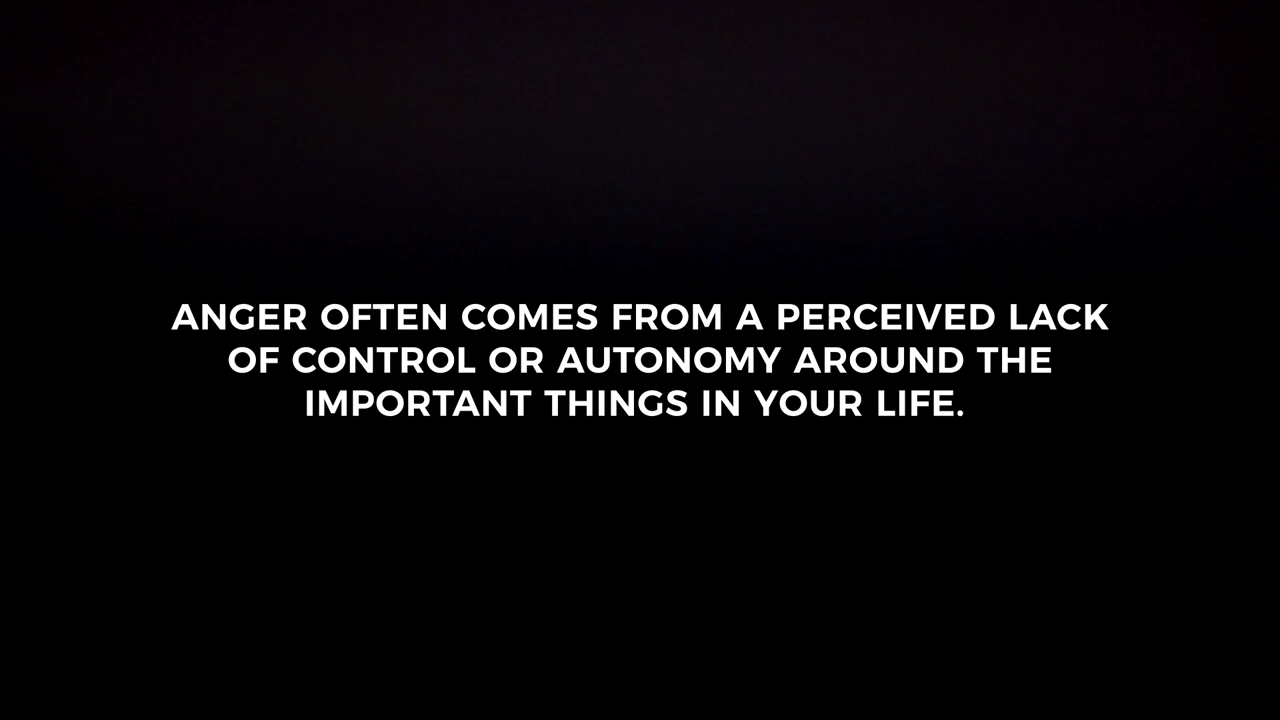 ANGER OFTEN COMES FROM A PERCEIVED LACK
OF CONTROL OR AUTONOMY AROUND THE
IMPORTANT THINGS IN YOUR LIFE.